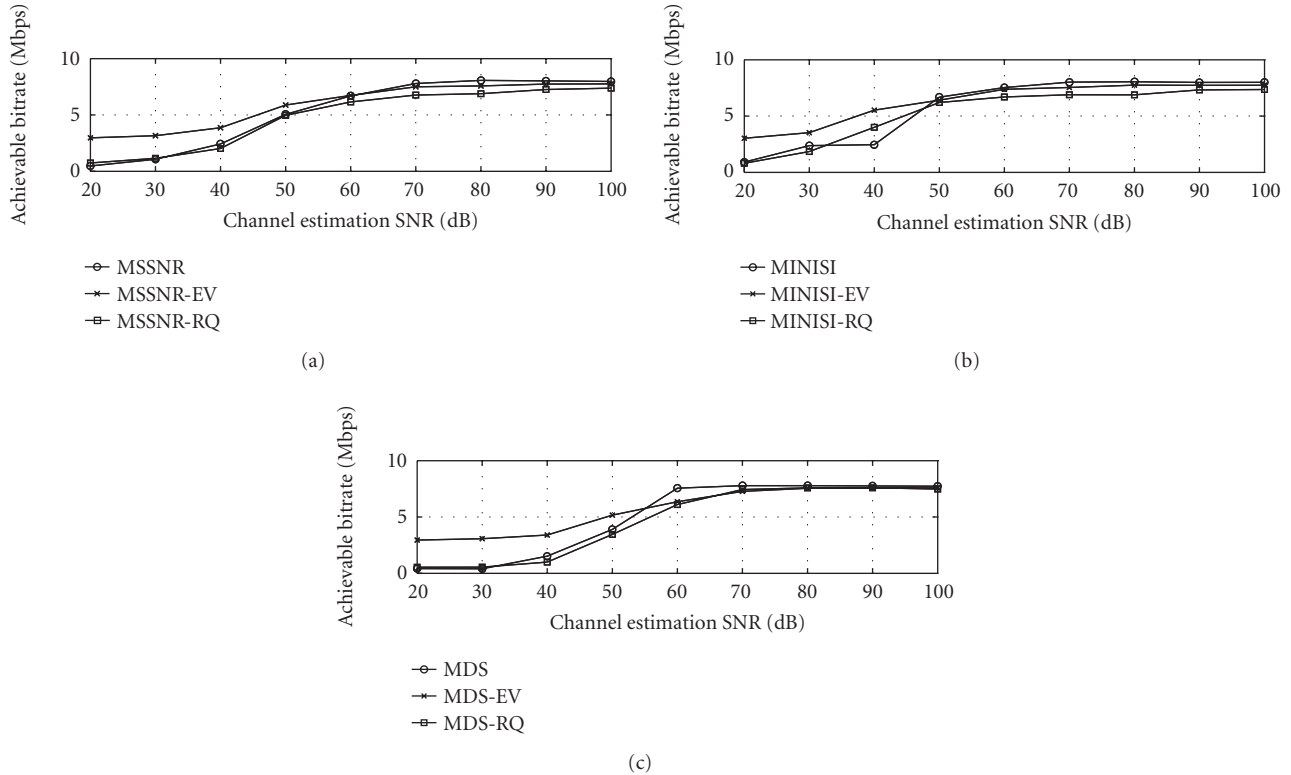 Achievable bitrate (Mbps)
10
5
0
20 30 40 50 60 70 80 90 100
Channel estimation SNR (dB)
MSSNR
MSSNR-EV
MSSNR-RQ
(a)
Achievable bitrate (Mbps)
10
5
0
20 30 40 50 60 70 80 90 100
Channel estimation SNR (dB)
MINISI
MINISI-EV
MINISI-RQ
(b)
Achievable bitrate (Mbps)
10
5
0
20 30 40 50 60 70 80 90 100
Channel estimation SNR (dB)
MDS
MDS-EV
MDS-RQ
(c)